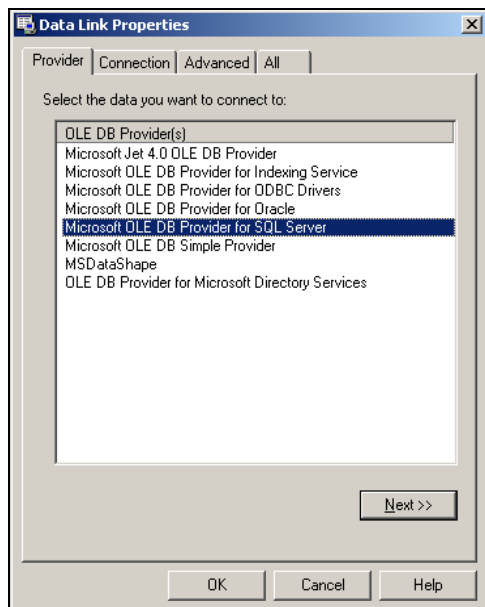 Data Link Properties
Provider Connection Advanced All
Select the data you want to connect to:
OLE DB Provider(s)
Microsoft Jet 4.0 OLE DB Provider
Microsoft OLE DB Provider for Indexing Service
Microsoft OLE DB Provider for ODBC Drivers
Microsoft OLE DB Provider for Oracle
Microsoft OLE DB Provider for SQL Server
Microsoft OLE DB Simple Provider
MSDataShape
OLE DB Provider for Microsoft Directory Services
Next >>
OK Cancel Help